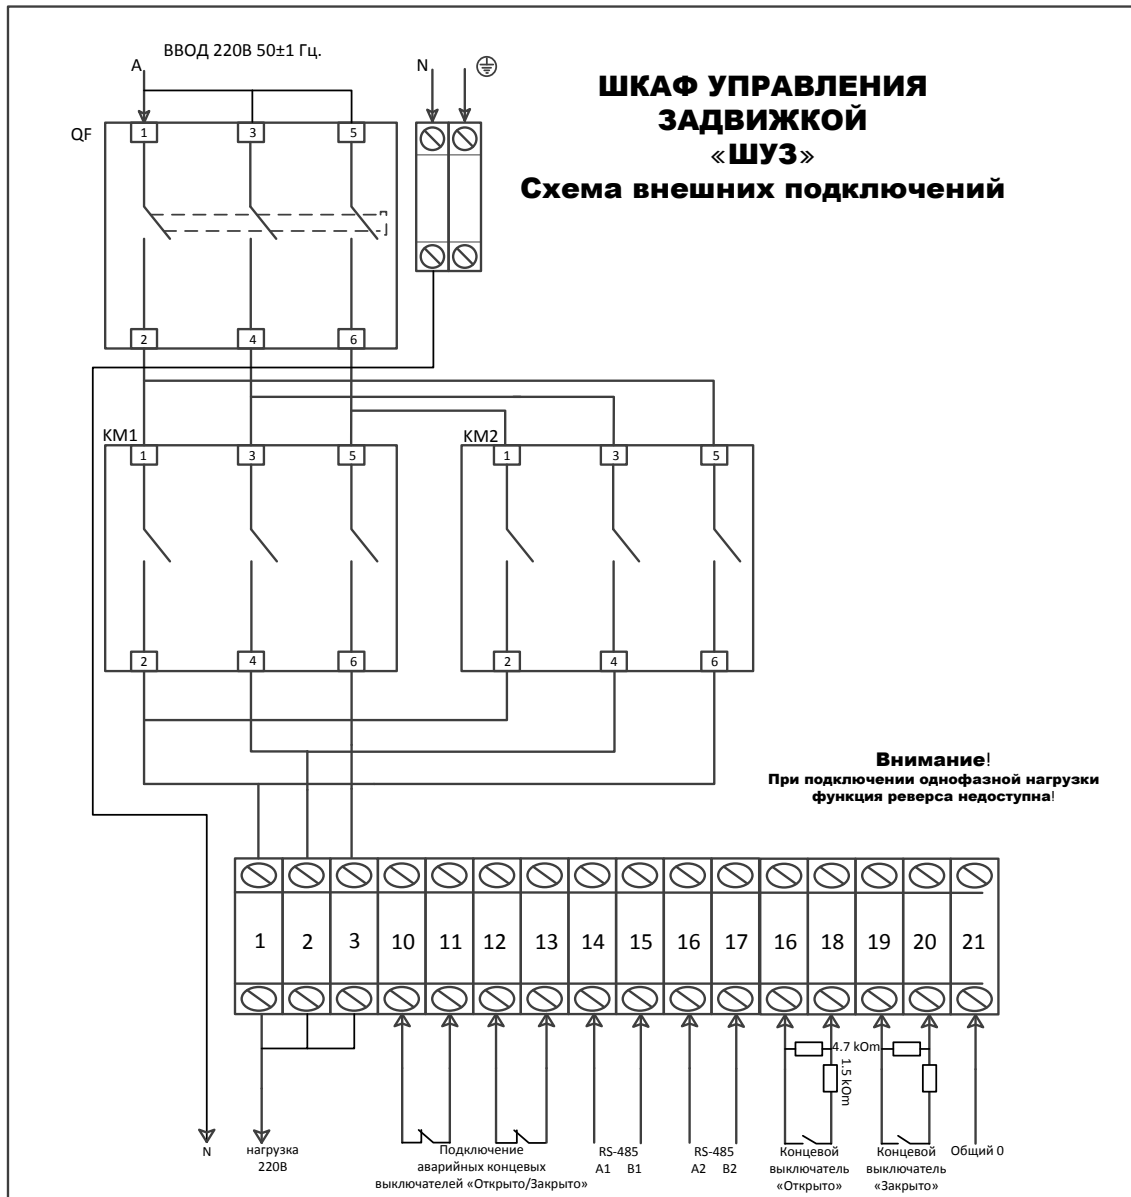 ВВОД 220В 50±1 Гц.
A
N
ШКАФ УПРАВЛЕНИЯ
ЗАДВИЖКОЙ
«ШУЗ»
Схема внешних подключений
QF
1
3
5
2
4
6
КМ1
КМ2
1
3
5
1
3
5
2
4
6
2
4
6
Внимание!
При подключении однофазной нагрузки
функция реверса недоступна!
1 2 3 10 11 12 13 14 15 16 17 16 18 19 20 21
4.7 kOm
1.5 kOm
N
нагрузка
220В
Подключение
аварийных концевых
выключателей «Открыто/Закрыто»
RS-485
A1 B1
RS-485
A2 B2
Концевой
выключатель
«Открыто»
Концевой
выключатель
«Закрыто»
Общий 0